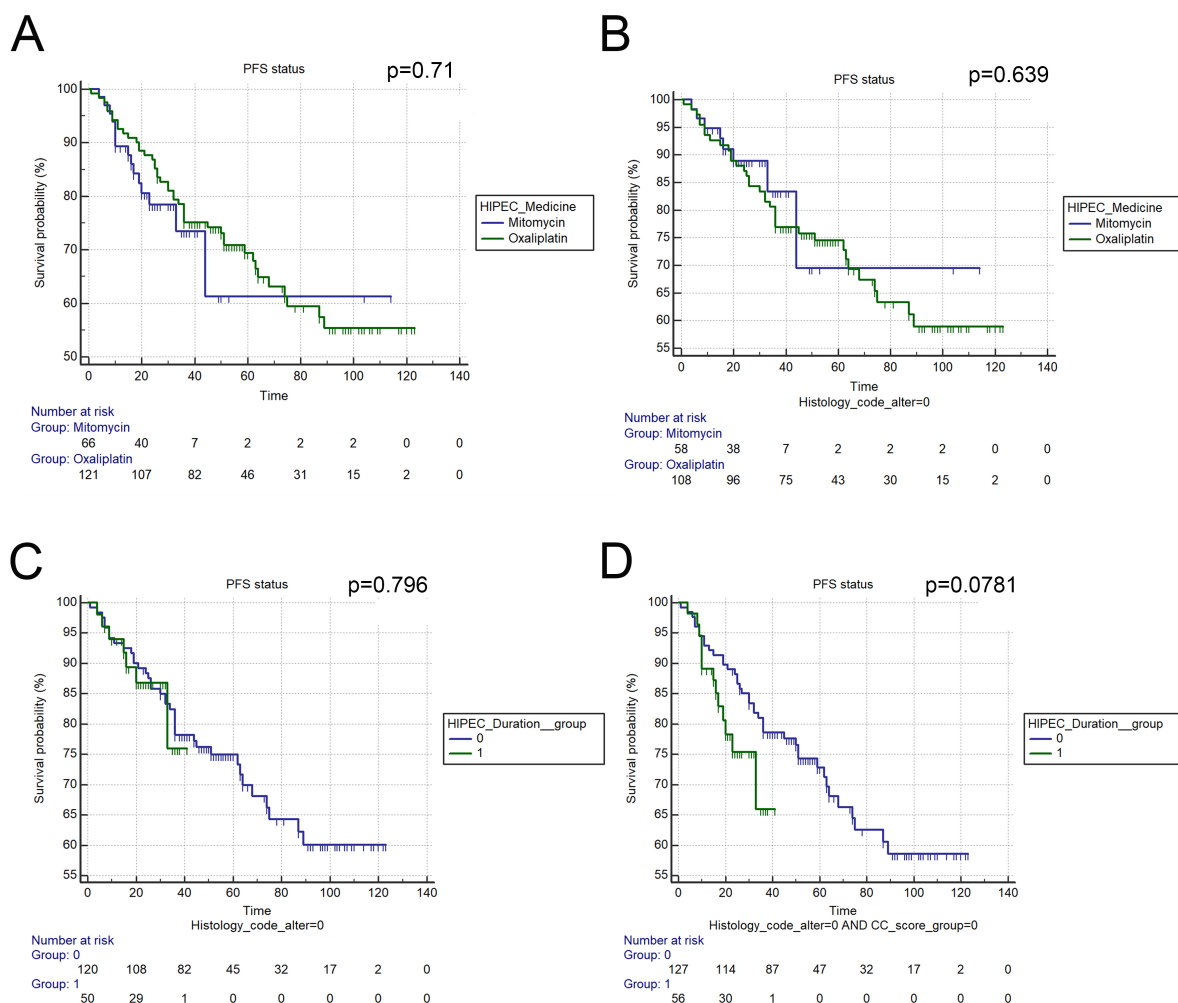 A
PFS status
p=0.71
Survival probability (%)
100
90
80
70
60
50
0 20 40 60 80 100 120 140
Time
HIPEC_Medicine
Mitomycin
Oxaliplatin
Number at risk
Group: Mitomycin
66 40 7 2 2 2 0 0
Group: Oxaliplatin
121 107 82 46 31 15 2 0
B
PFS status
p=0.639
Survival probability (%)
100
95
90
85
80
75
70
65
60
55
0 20 40 60 80 100 120 140
Time
Histology_code_alter=0
HIPEC_Medicine
Mitomycin
Oxaliplatin
Number at risk
Group: Mitomycin
58 38 7 2 2 2 0 0
Group: Oxaliplatin
108 96 75 43 30 15 2 0
C
PFS status
p=0.796
Survival probability (%)
100
95
90
85
80
75
70
65
60
55
0 20 40 60 80 100 120 140
Time
Histology_code_alter=0
HIPEC_Duration__group
0
1
Number at risk
Group: 0
120 108 82 45 32 17 2 0
Group: 1
50 29 1 0 0 0 0 0
D
PFS status
p=0.0781
Survival probability (%)
100
95
90
85
80
75
70
65
60
55
0 20 40 60 80 100 120 140
Time
Histology_code_alter=0 AND CC_score_group=0
HIPEC_Duration__group
0
1
Number at risk
Group: 0
127 114 87 47 32 17 2 0
Group: 1
56 30 1 0 0 0 0 0